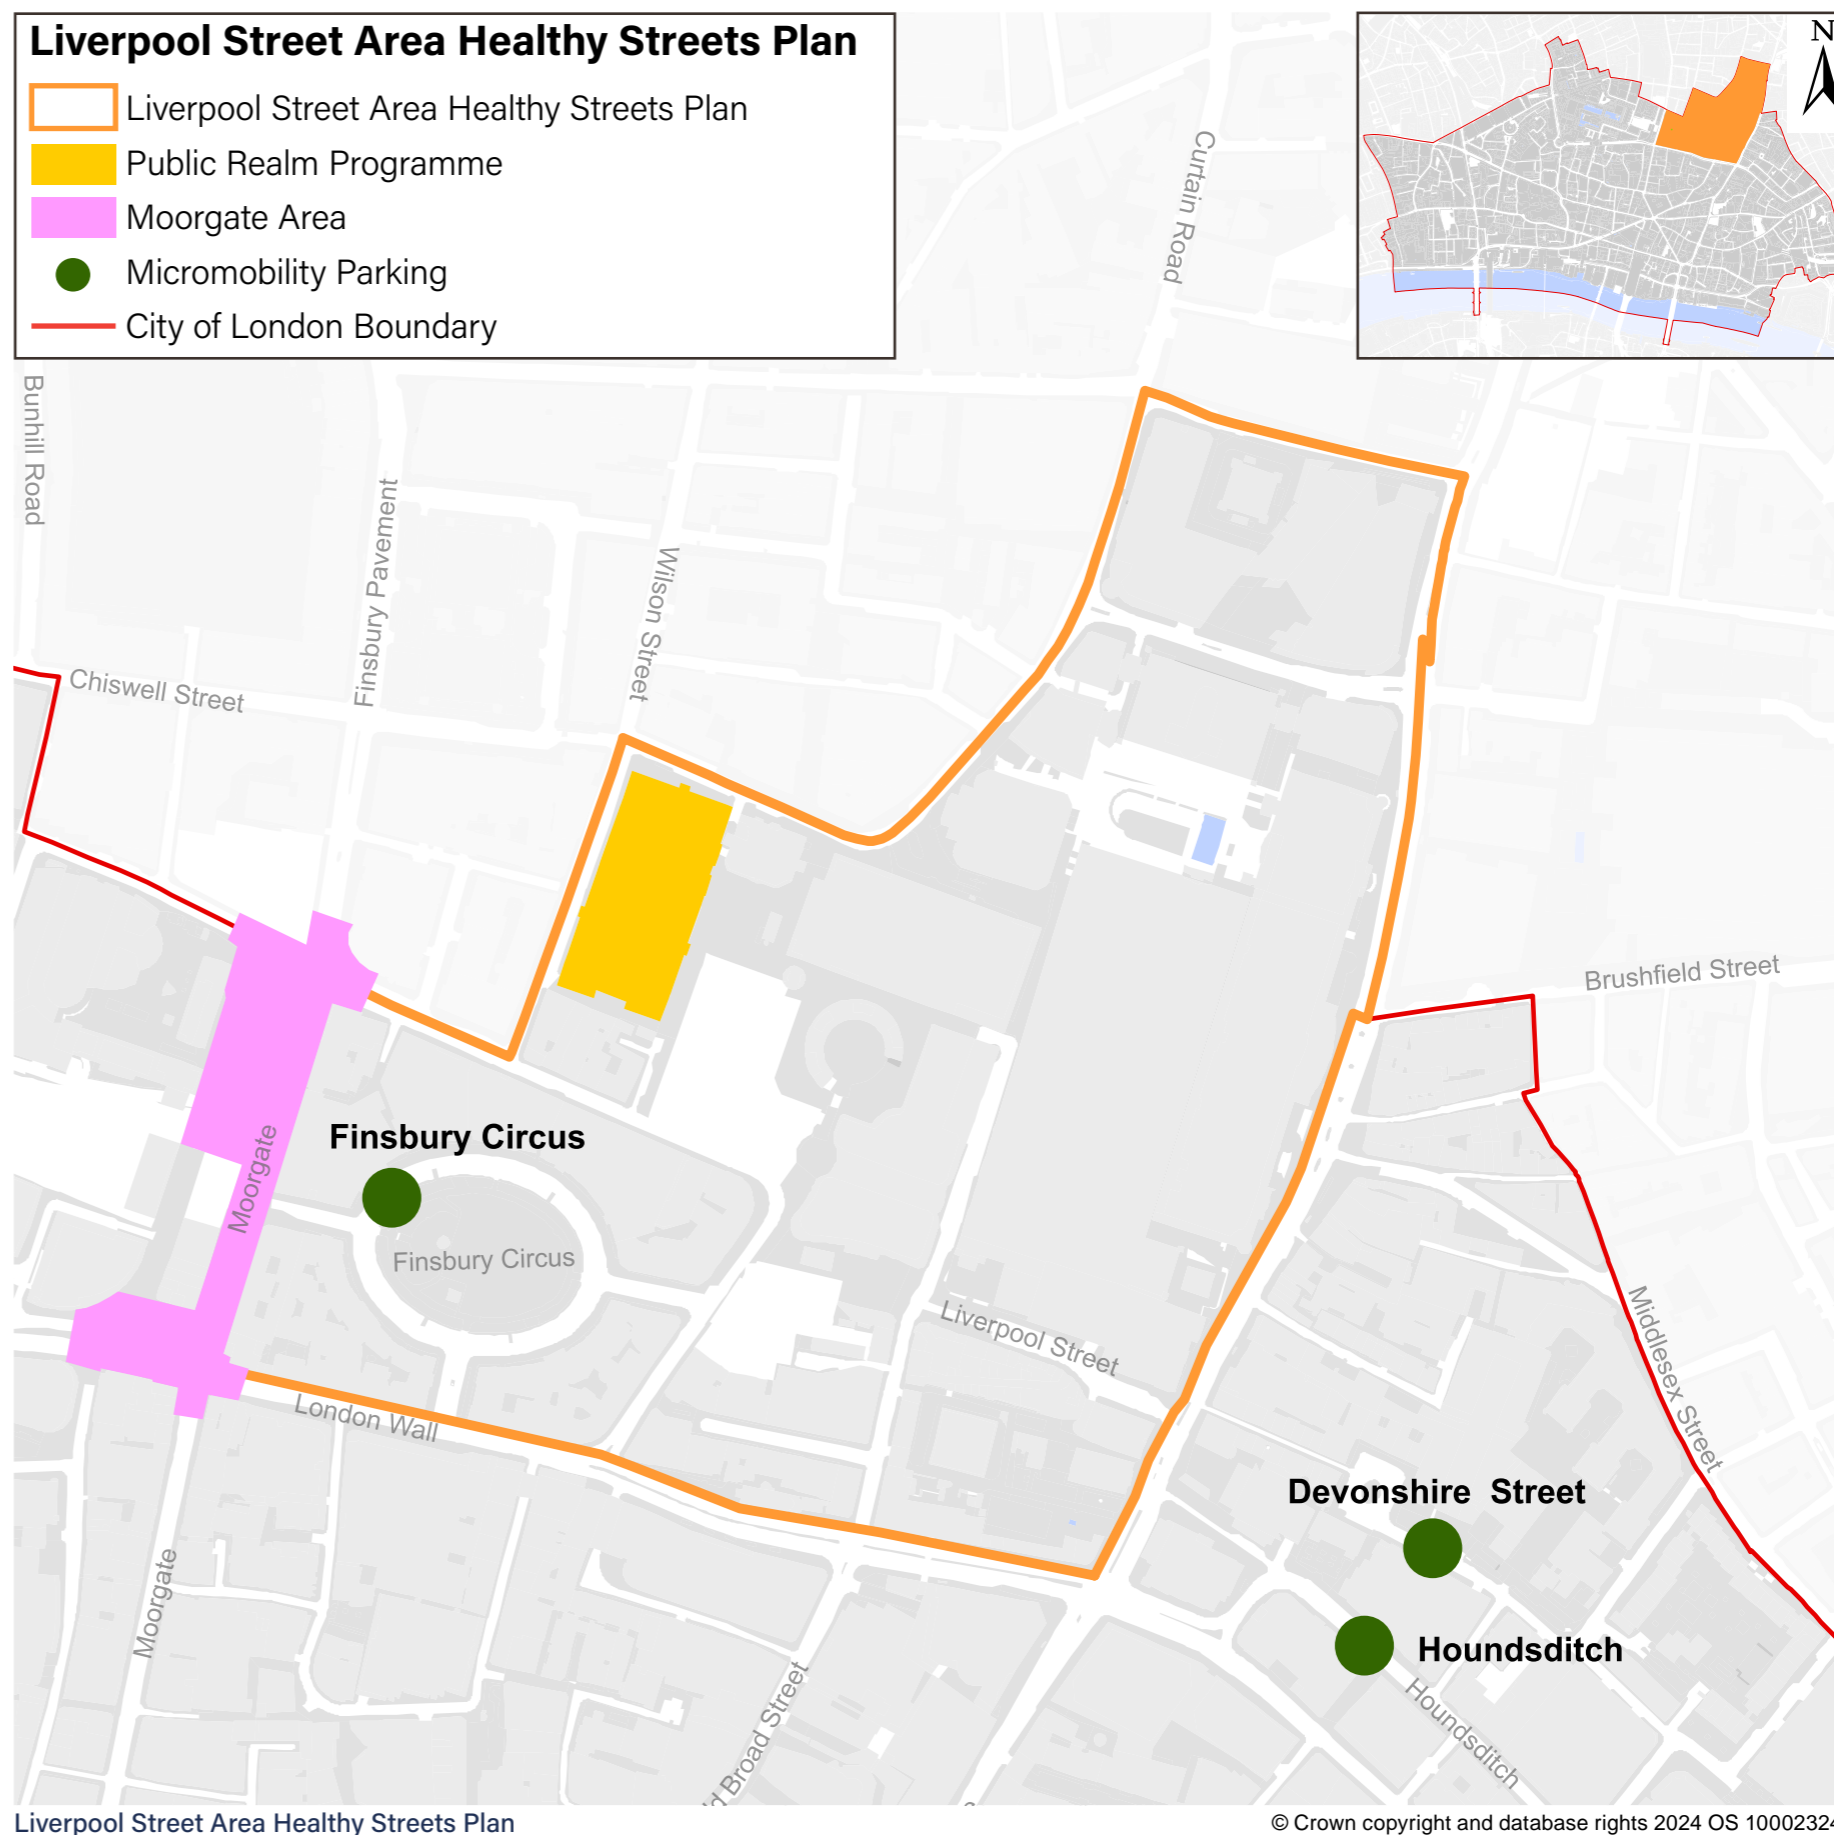 Liverpool Street Area Healthy Streets Plan
Liverpool Street Area Healthy Streets Plan
Public Realm Programme
Moorgate Area
Micromobility Parking
City of London Boundary
N
Curtain Road
Bunhill Road
Finsbury Pavement
Wilson Street
Chiswell Street
Brushfield Street
Finsbury Circus
Moorgate
Finsbury Circus
Liverpool Street
Middlesex Street
London Wall
Devonshire Street
Houndsditch
Moorgate
Broad Street
Houndsditch
Liverpool Street Area Healthy Streets Plan
© Crown copyright and database rights 2024 OS 10002324